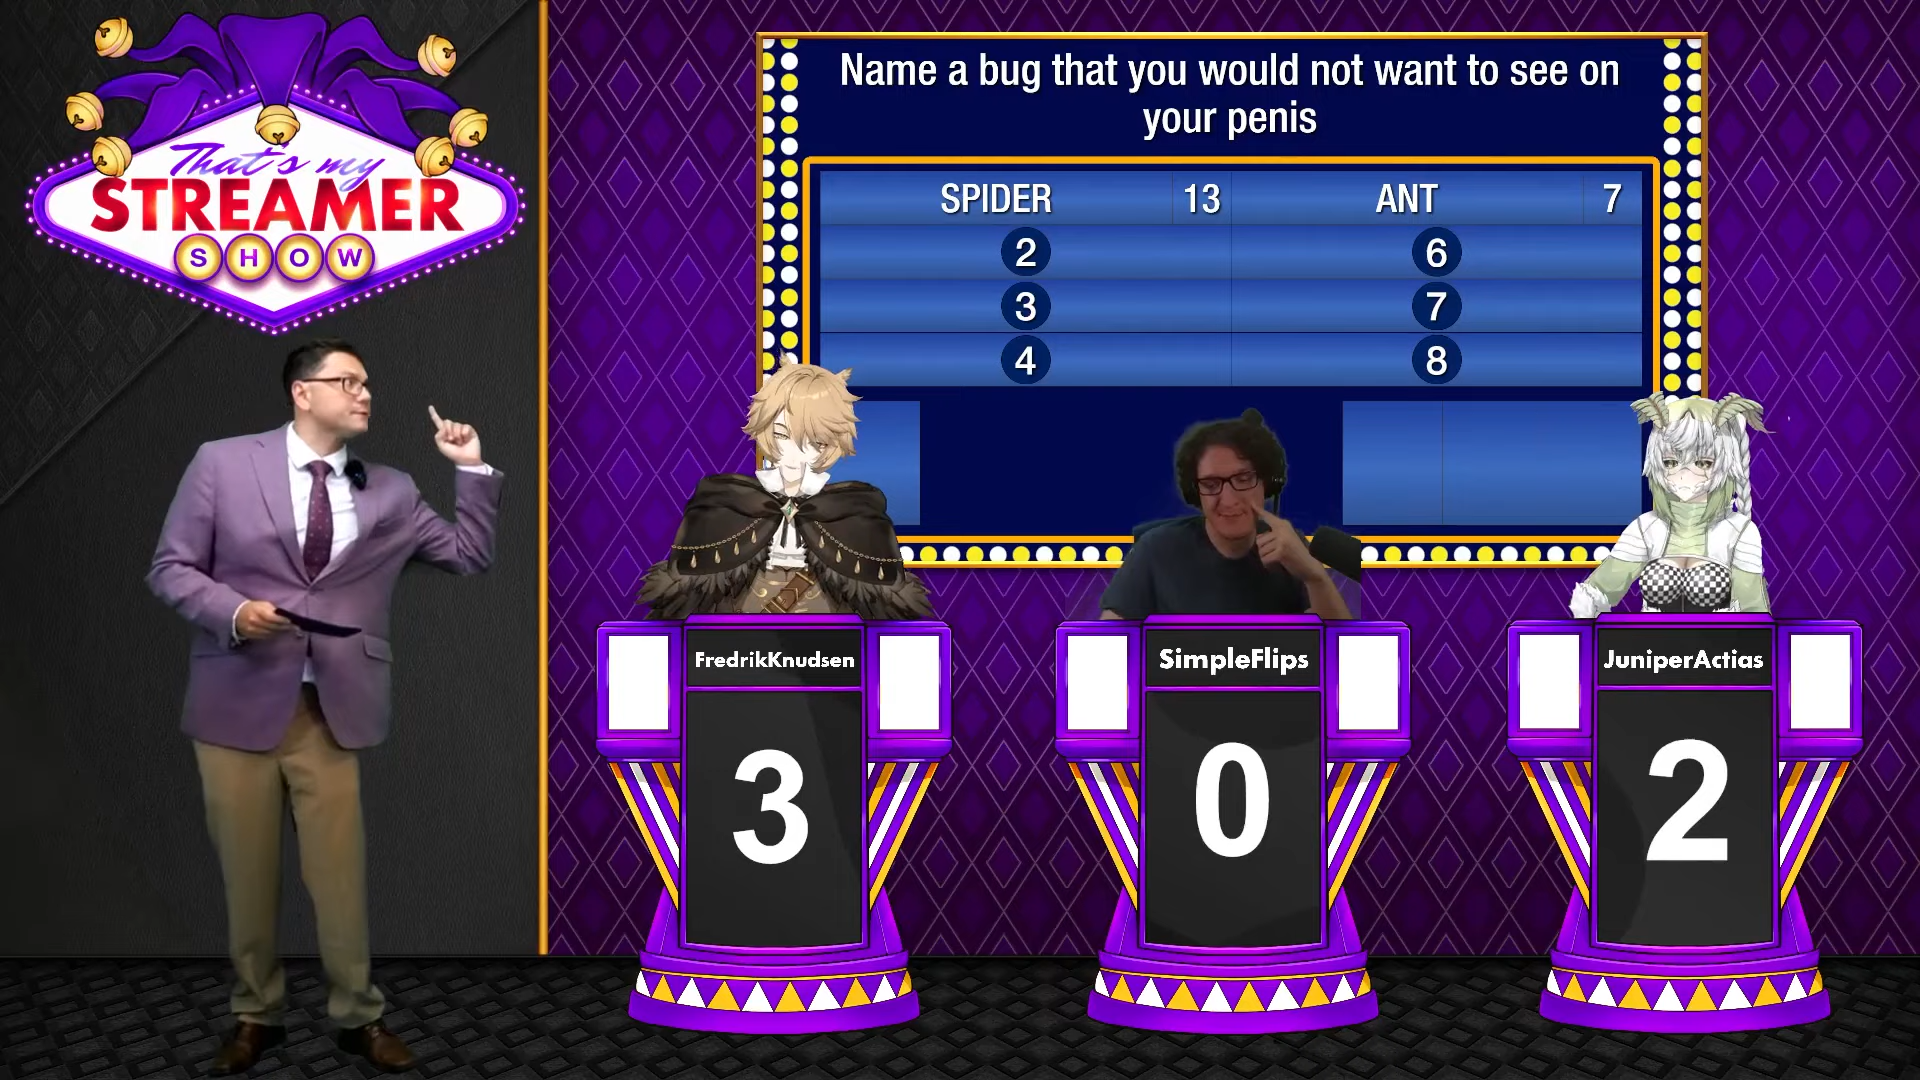 That's my
STREAMER
SHOW
Name a bug that you would not want to see on
your penis
SPIDER 13 ANT 7
2 6
3 7
4 8
FredrikKnudsen
3
SimpleFlips
0
JuniperActias
2